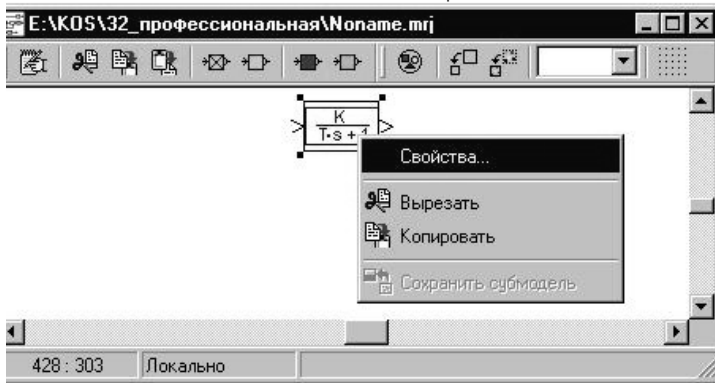 E:\KOS\32_профессиональная\Noname.mrj
K
T·s + 1
Свойства...
Вырезать
Копировать
Сохранить субмодель
428 : 303
Локально